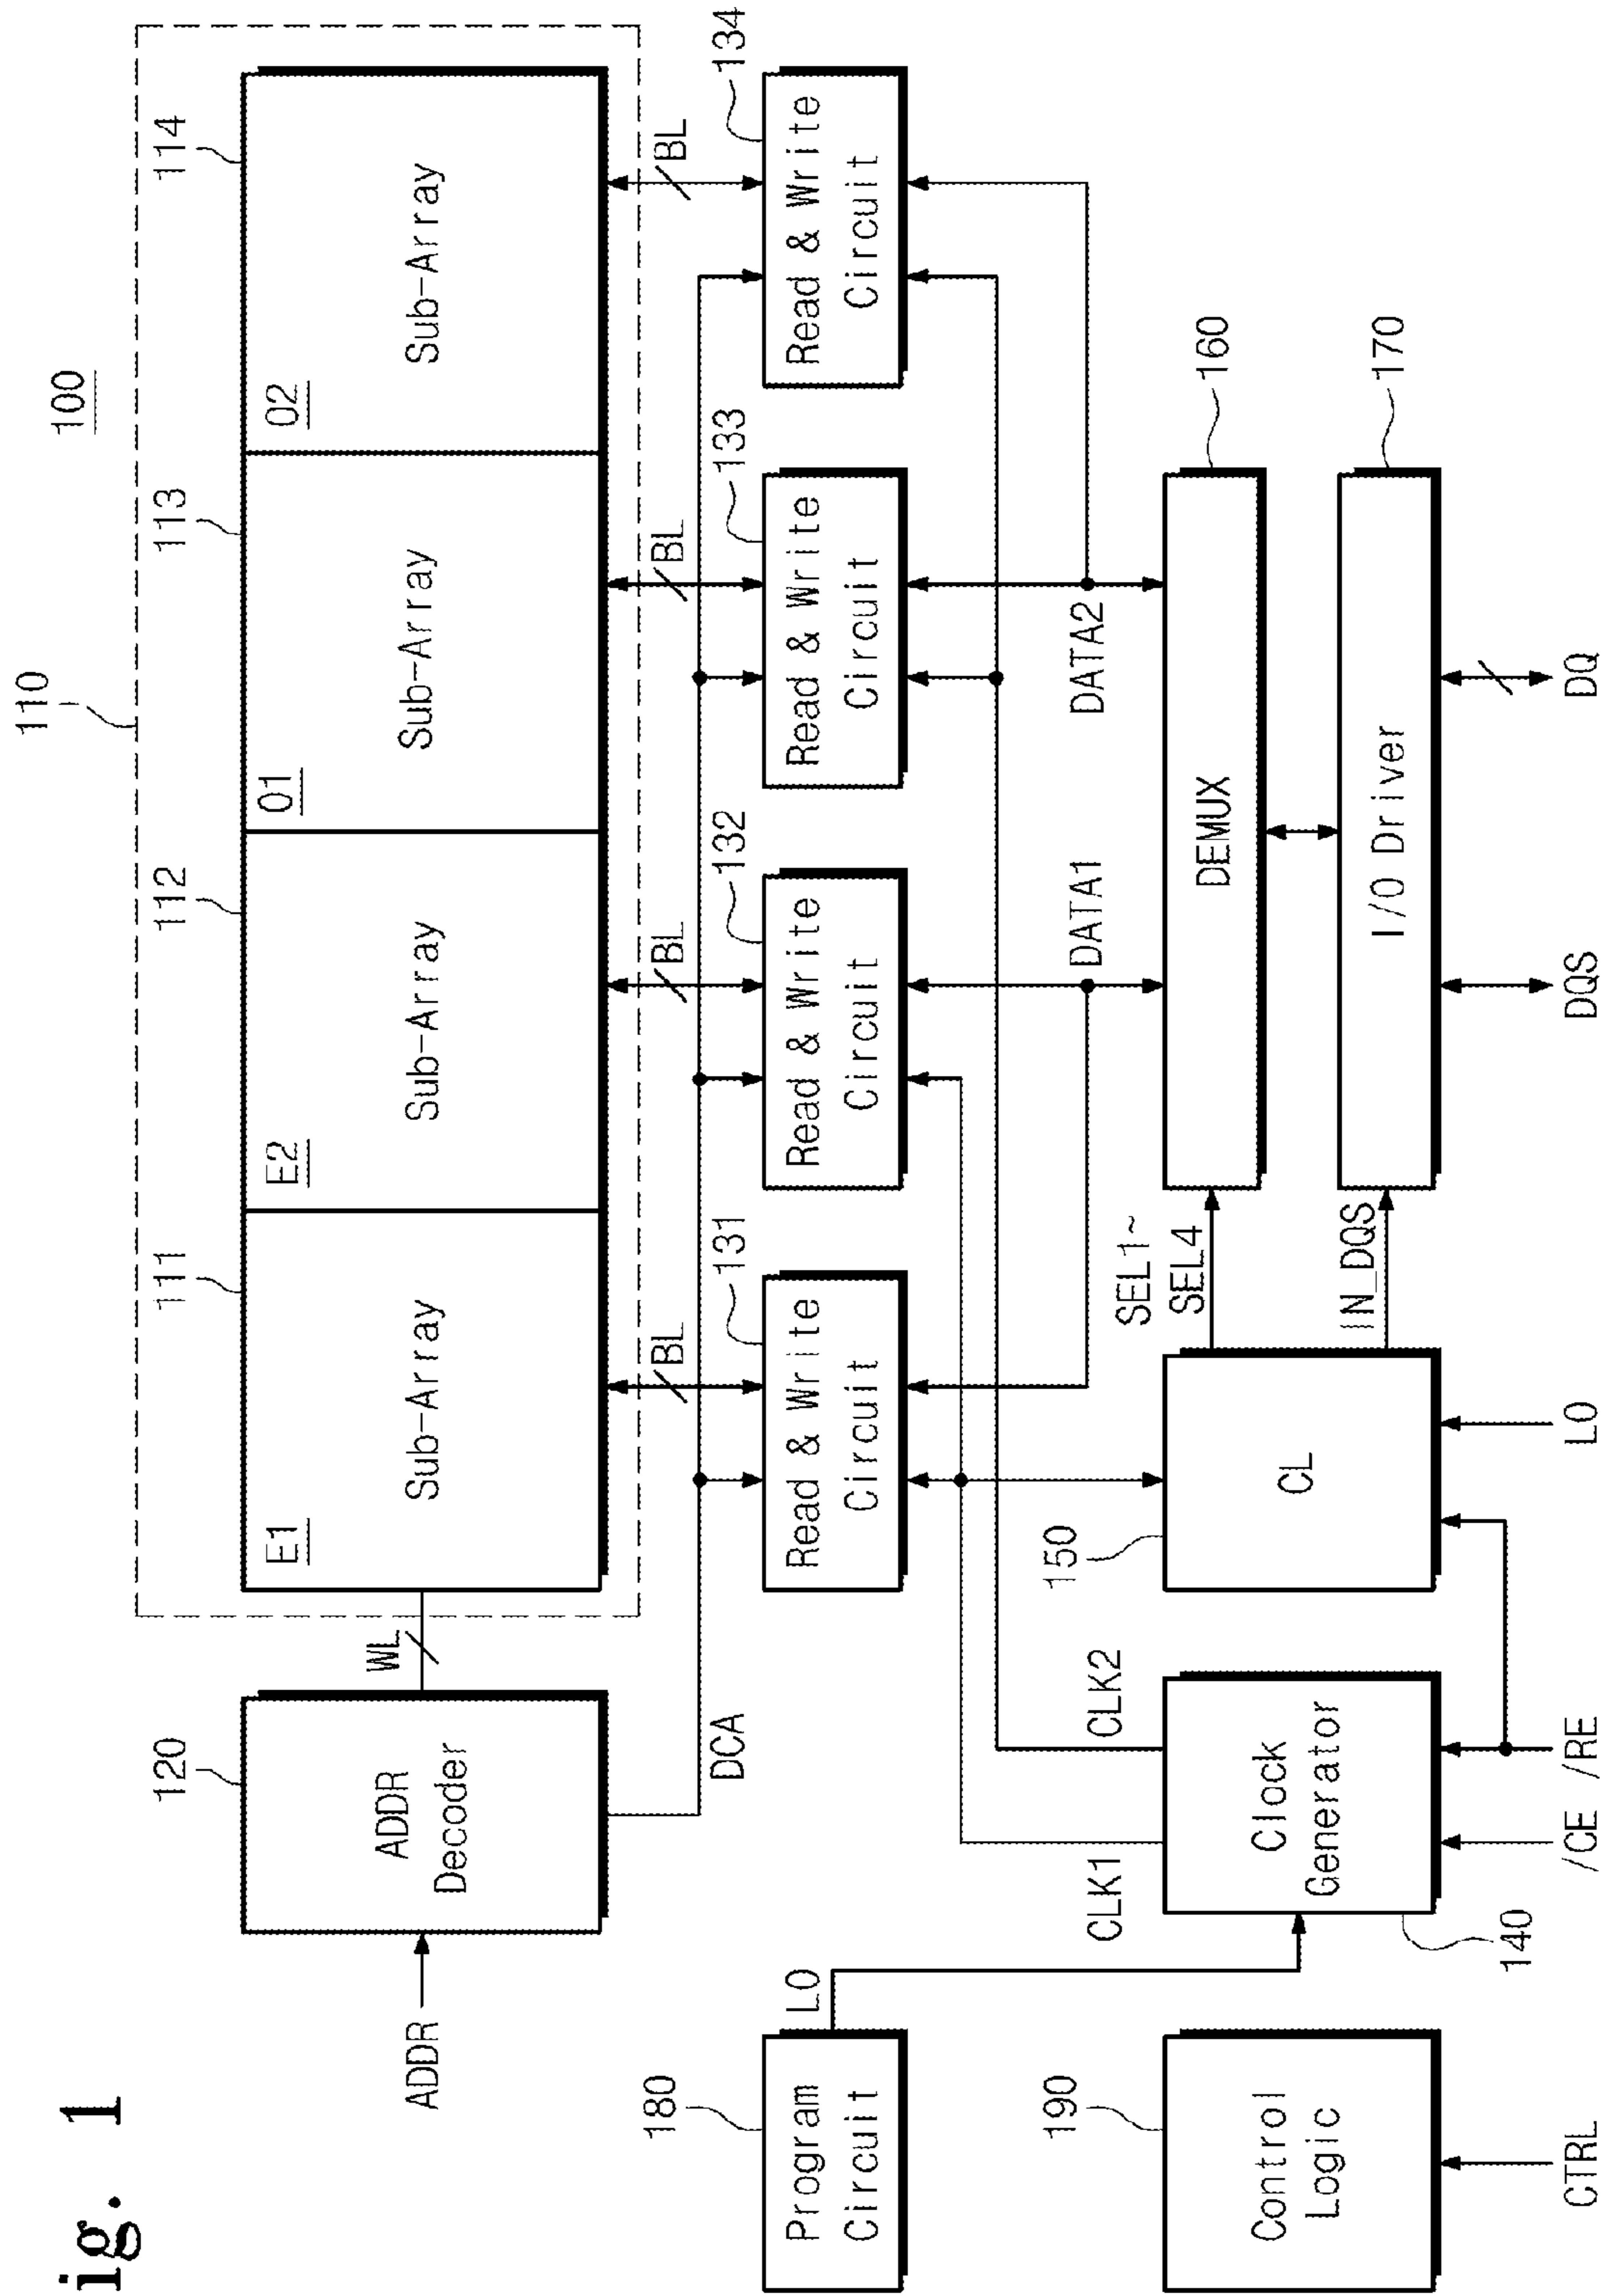 ig. 1
100
110
111
112
113
114
E1
Sub-Array
E2
Sub-Array
O1
Sub-Array
O2
Sub-Array
120
ADDR
ADDR
Decoder
WL
DCA
BL
BL
BL
BL
131
Read & Write
Circuit
132
Read & Write
Circuit
133
Read & Write
Circuit
134
Read & Write
Circuit
180
Program
Circuit
LO
CLK1
CLK2
DATA1
DATA2
190
Control
Logic
CTRL
140
Clock
Generator
/CE
/RE
150
CL
LO
SEL1~
SEL4
IN_DQS
160
DEMUX
170
I/O Driver
DQS
DQ